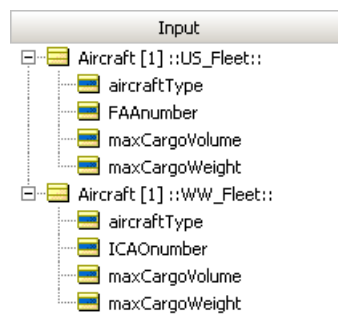 Input
Aircraft [1] ::US_Fleet::
aircraftType
FAAnumber
maxCargoVolume
maxCargoWeight
Aircraft [1] ::WW_Fleet::
aircraftType
ICAOnumber
maxCargoVolume
maxCargoWeight